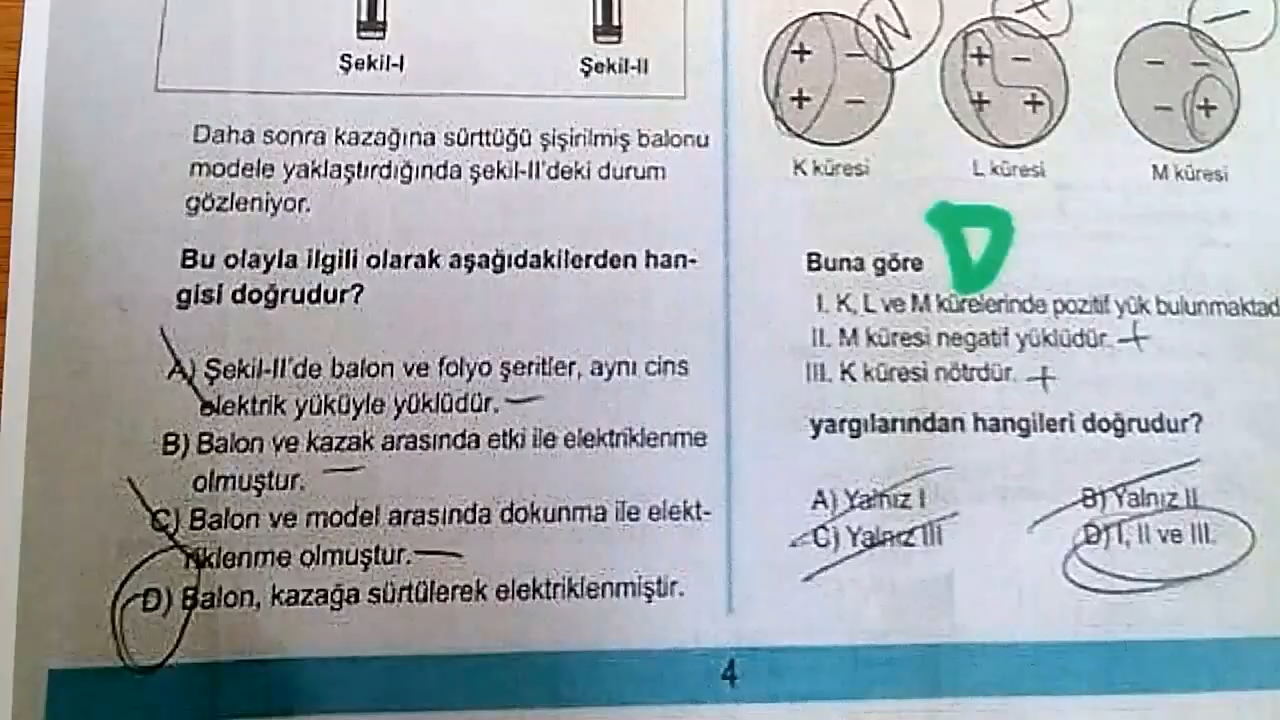 Şekil-I
Şekil-II
Daha sonra kazağına sürttüğü şişirilmiş balonu
modele yaklaştırdığında şekil-II'deki durum
gözleniyor.
Bu olayla ilgili olarak aşağıdakilerden han-
gisi doğrudur?
A) Şekil-II'de balon ve folyo şeritler, aynı cins
elektrik yüküyle yüklüdür. —
B) Balon ve kazak arasında etki ile elektriklenme
olmuştur. —
C) Balon ve model arasında dokunma ile elekt-
riklenme olmuştur. —
D) Balon, kazağa sürtülerek elektriklenmiştir.
N
+
−
+ −
+ −
+ −
+ +
− −
− +
K küresi
L küresi
M küresi
D
Buna göre
I. K, L ve M kürelerinde pozitif yük bulunmaktad
II. M küresi negatif yüklüdür. +
III. K küresi nötrdür. +
yargılarından hangileri doğrudur?
A) Yalnız I
B) Yalnız II
C) Yalnız III
D) I, II ve III.
4